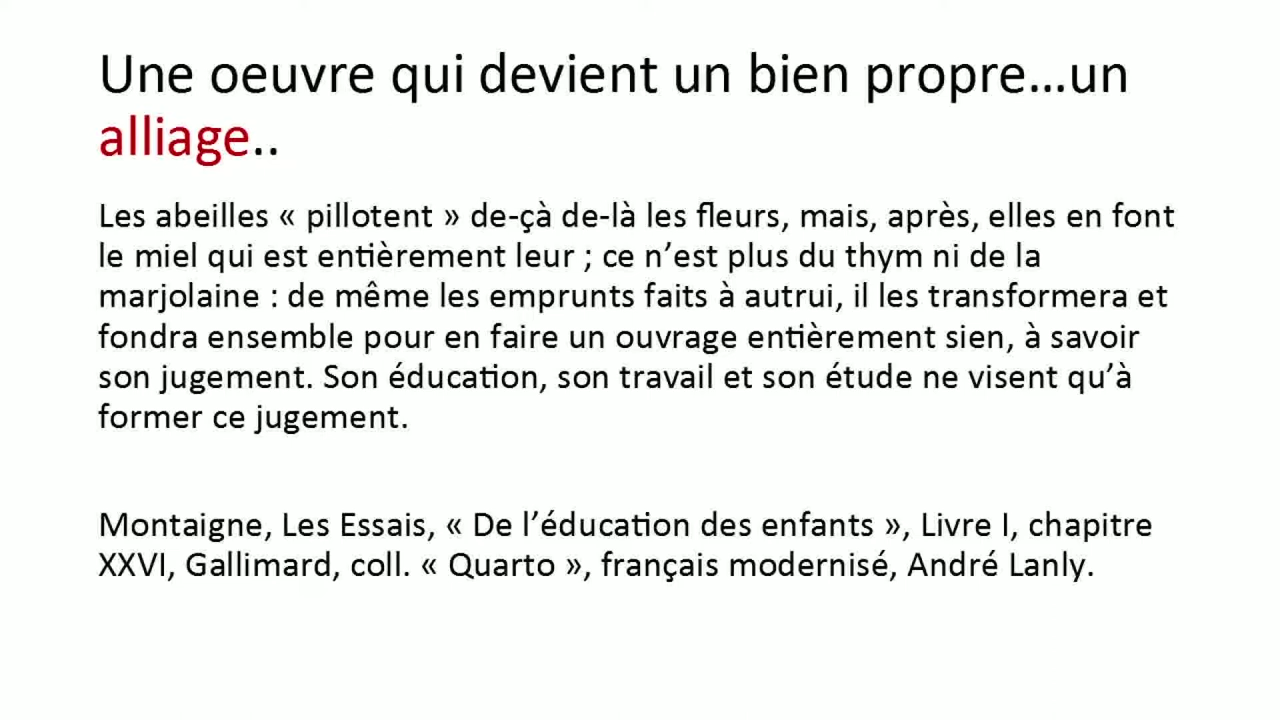 Une oeuvre qui devient un bien propre…un
alliage..
Les abeilles « pillotent » de-çà de-là les fleurs, mais, après, elles en font
le miel qui est entièrement leur ; ce n’est plus du thym ni de la
marjolaine : de même les emprunts faits à autrui, il les transformera et
fondra ensemble pour en faire un ouvrage entièrement sien, à savoir
son jugement. Son éducation, son travail et son étude ne visent qu’à
former ce jugement.
Montaigne, Les Essais, « De l’éducation des enfants », Livre I, chapitre
XXVI, Gallimard, coll. « Quarto », français modernisé, André Lanly.